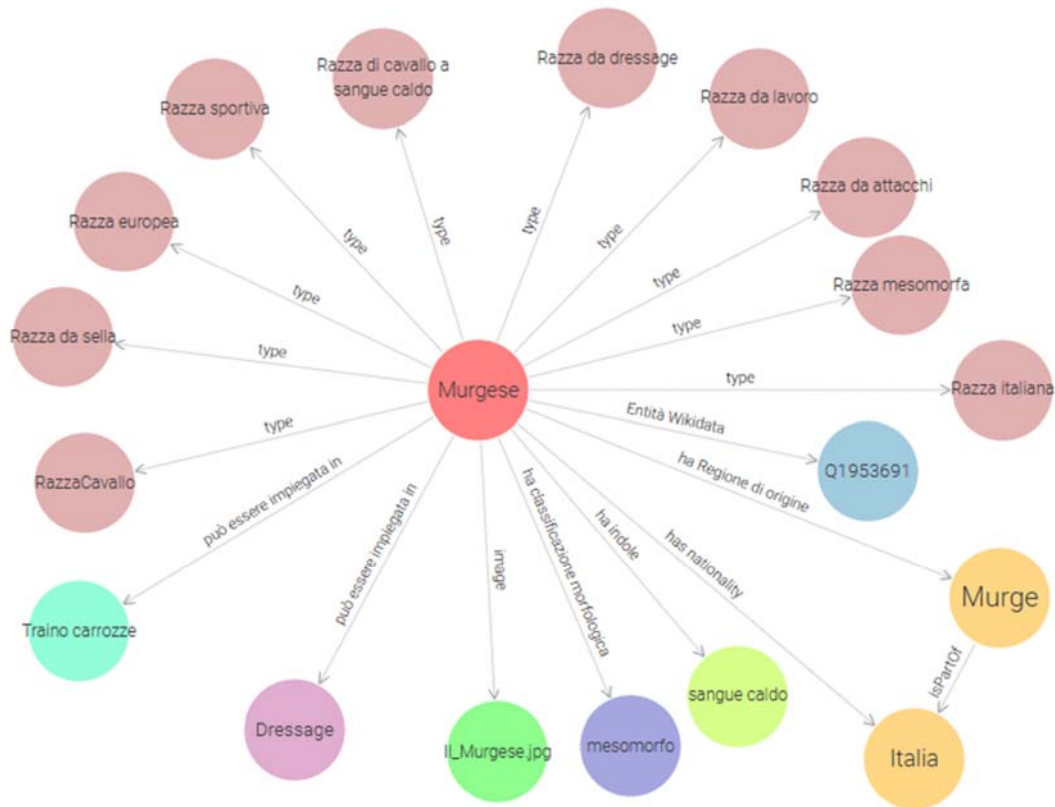 Razza di cavallo a
sangue caldo
Razza da dressage
Razza sportiva
Razza da lavoro
Razza da attacchi
Razza europea
Razza mesomorfa
Razza da sella
Razza italiana
RazzaCavallo
Murgese
type
type
type
type
type
type
type
type
type
type
Entità Wikidata
Q1953691
ha Regione di origine
può essere impiegata in
può essere impiegata in
image
ha classificazione morfologica
ha indole
has nationality
Murge
isPartOf
Traino carrozze
Dressage
Il_Murgese.jpg
mesomorfo
sangue caldo
Italia